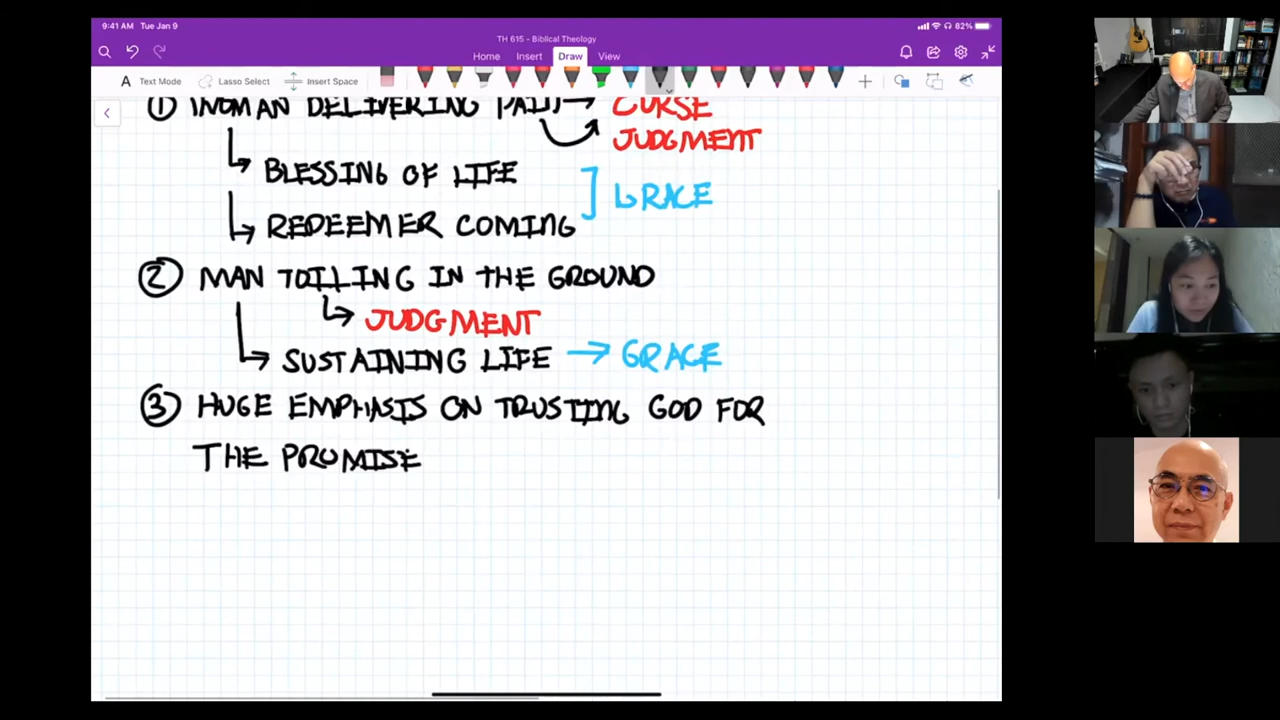 9:41 AM Tue Jan 9
82%
TH 615 - Biblical Theology
Home Insert Draw View
A Text Mode Lasso Select Insert Space
① WOMAN DELIVERING PAIN → CURSE
JUDGMENT
BLESSING OF LIFE
GRACE
REDEEMER COMING
② MAN TOILING IN THE GROUND
JUDGMENT
SUSTAINING LIFE → GRACE
③ HUGE EMPHASIS ON TRUSTING GOD FOR
THE PROMISE